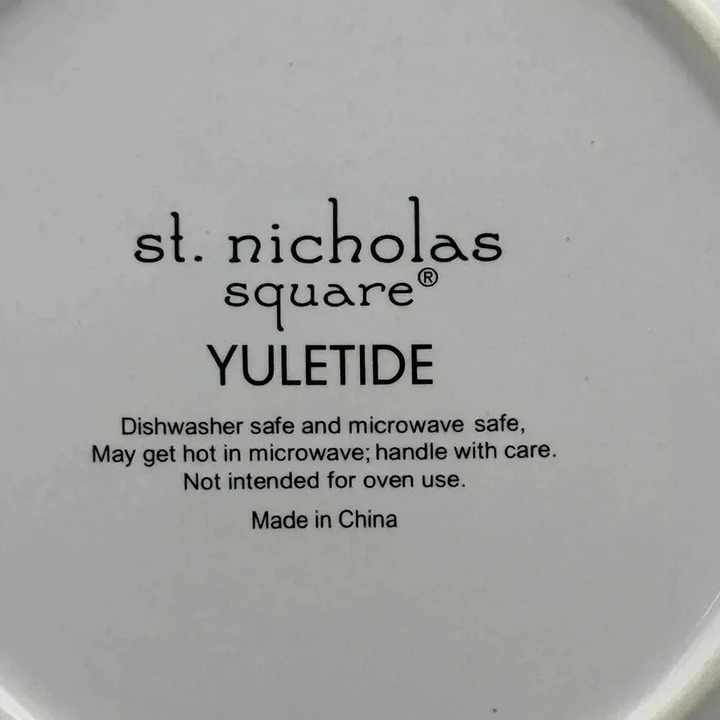 st. nicholas
square®
YULETIDE
Dishwasher safe and microwave safe,
May get hot in microwave; handle with care.
Not intended for oven use.
Made in China